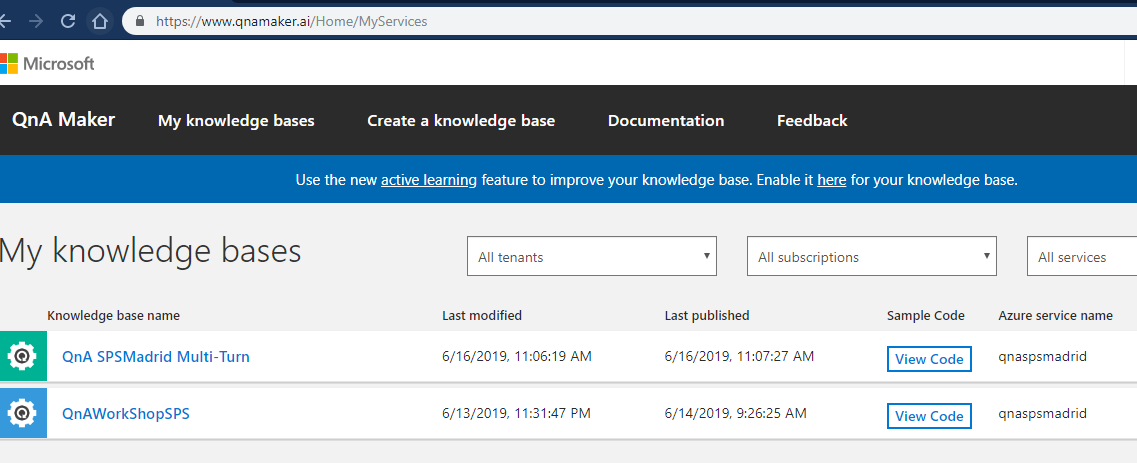 https://www.qnamaker.ai/Home/MyServices
Microsoft
QnA Maker My knowledge bases Create a knowledge base Documentation Feedback
Use the new active learning feature to improve your knowledge base. Enable it here for your knowledge base.
My knowledge bases All tenants All subscriptions All services
Knowledge base name Last modified Last published Sample Code Azure service name
QnA SPSMadrid Multi-Turn 6/16/2019, 11:06:19 AM 6/16/2019, 11:07:27 AM View Code qnaspsmadrid
QnAWorkShopSPS 6/13/2019, 11:31:47 PM 6/14/2019, 9:26:25 AM View Code qnaspsmadrid